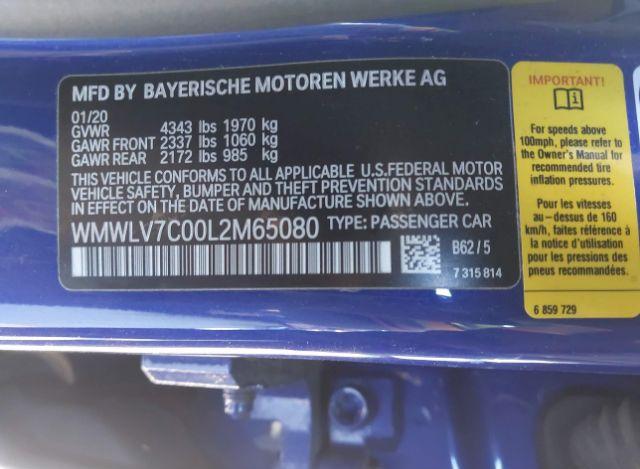 MFD BY BAYERISCHE MOTOREN WERKE AG
01/20
GVWR 4343 lbs 1970 kg
GAWR FRONT 2337 lbs 1060 kg
GAWR REAR 2172 lbs 985 kg
THIS VEHICLE CONFORMS TO ALL APPLICABLE U.S.FEDERAL MOTOR
VEHICLE SAFETY, BUMPER AND THEFT PREVENTION STANDARDS
IN EFFECT ON THE DATE OF MANUFACTURE SHOWN ABOVE.
WMWLV7C00L2M65080 TYPE: PASSENGER CAR
B62/5
7 315 814
IMPORTANT!
For speeds above
100mph, please refer to
the Owner's Manual for
recommended tire
inflation pressures.
Pour les vitesses
au-dessus de 160
km/h, faites référence à
la notice d'utilisation
pour les pressions des
pneus recommandées.
6 859 729